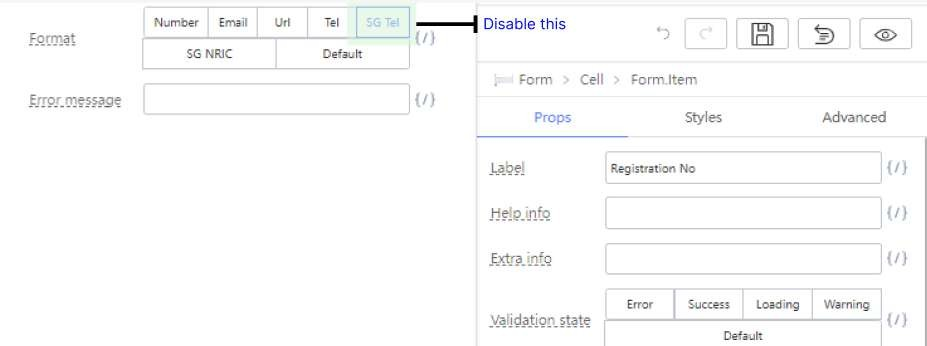 Number Email Url Tel SG Tel
Format {/}
SG NRIC Default
Error message {/}
Disable this
Form > Cell > Form.Item
Props Styles Advanced
Label Registration No {/}
Help info {/}
Extra info {/}
Error Success Loading Warning
Validation state {/}
Default